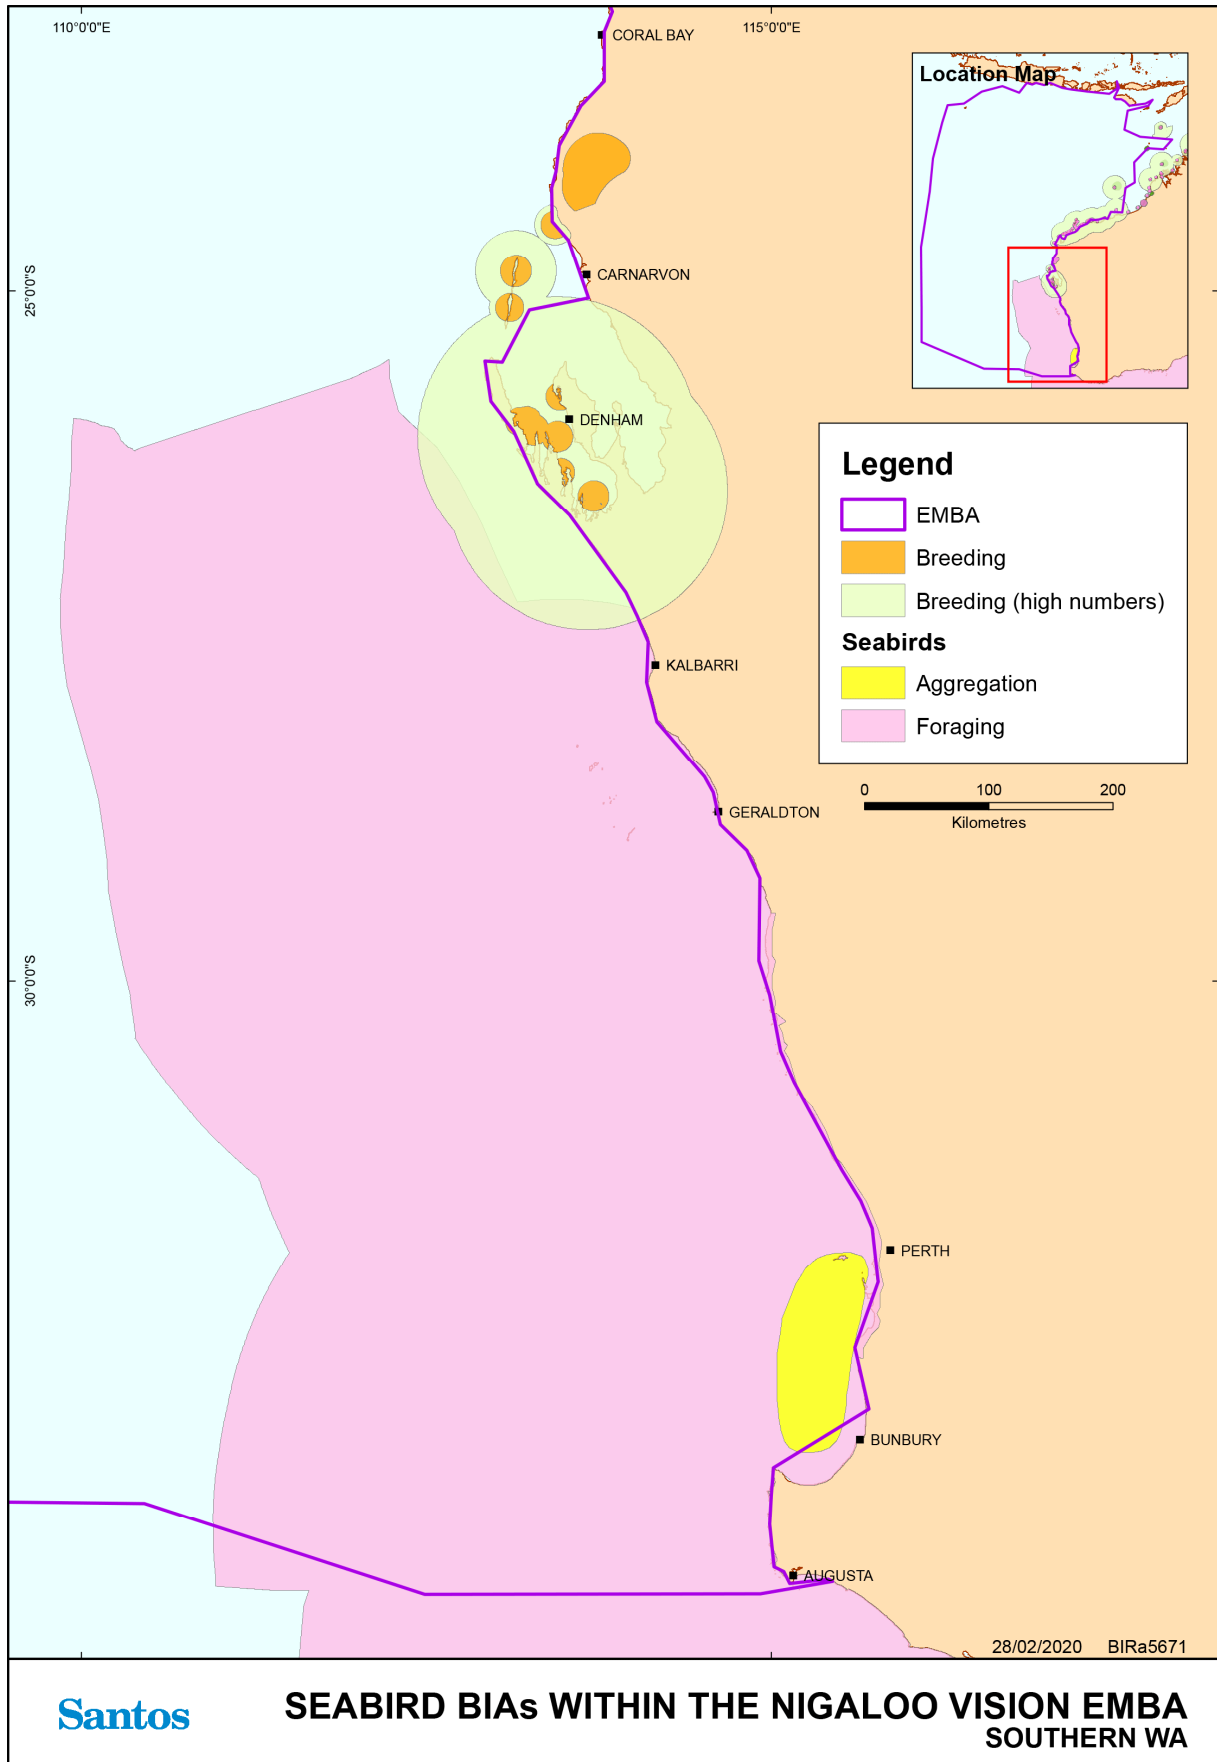 110°0'0"E
115°0'0"E
CORAL BAY
Location Map
25°0'0"S
CARNARVON
DENHAM
Legend
EMBA
Breeding
Breeding (high numbers)
Seabirds
Aggregation
Foraging
KALBARRI
0 100 200
Kilometres
GERALDTON
30°0'0"S
PERTH
BUNBURY
AUGUSTA
28/02/2020 BIRa5671
Santos
SEABIRD BIAs WITHIN THE NIGALOO VISION EMBA
SOUTHERN WA